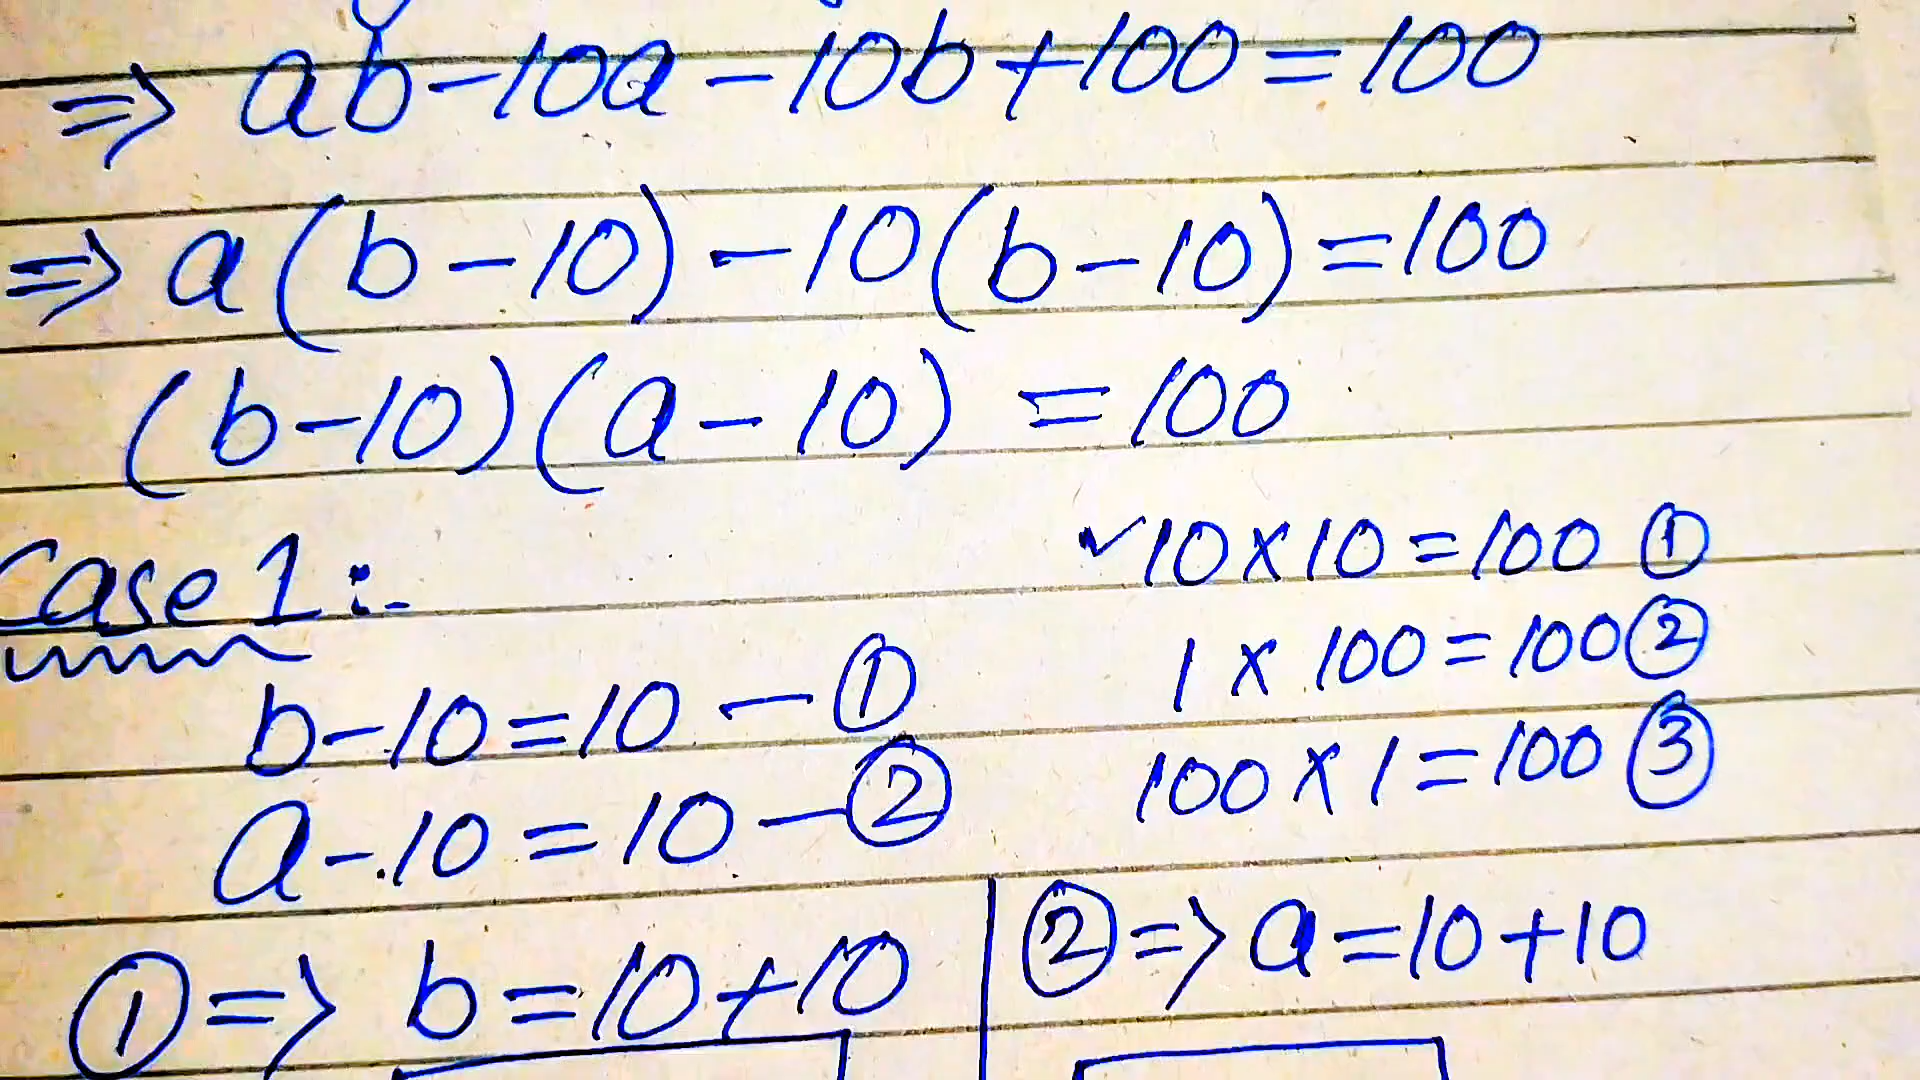 ⇒ ab-10a-10b+100=100
⇒ a(b-10)-10(b-10)=100
(b-10)(a-10) = 100
Case 1:-
✓10×10=100 ①
1 × 100=100 ②
100 × 1=100 ③
b-10=10 - ①
a-10=10 - ②
① ⇒ b=10+10
② ⇒ a=10+10